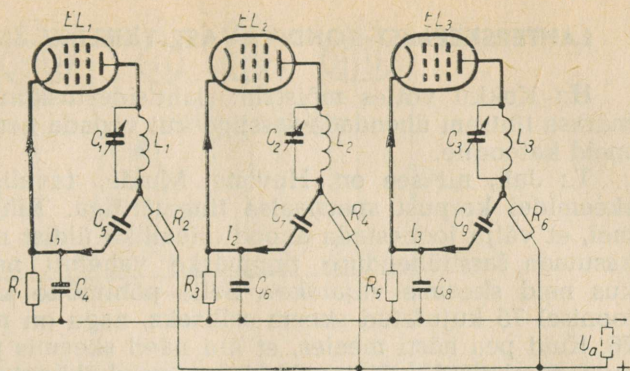 EL₁ EL₂ EL₃
C₁ L₁ C₂ L₂ C₃ L₃
C₅ R₂ C₇ R₄ C₉ R₆
I₁ I₂ I₃
R₁ C₄ R₃ C₆ R₅ C₈
−
Uₐ
+